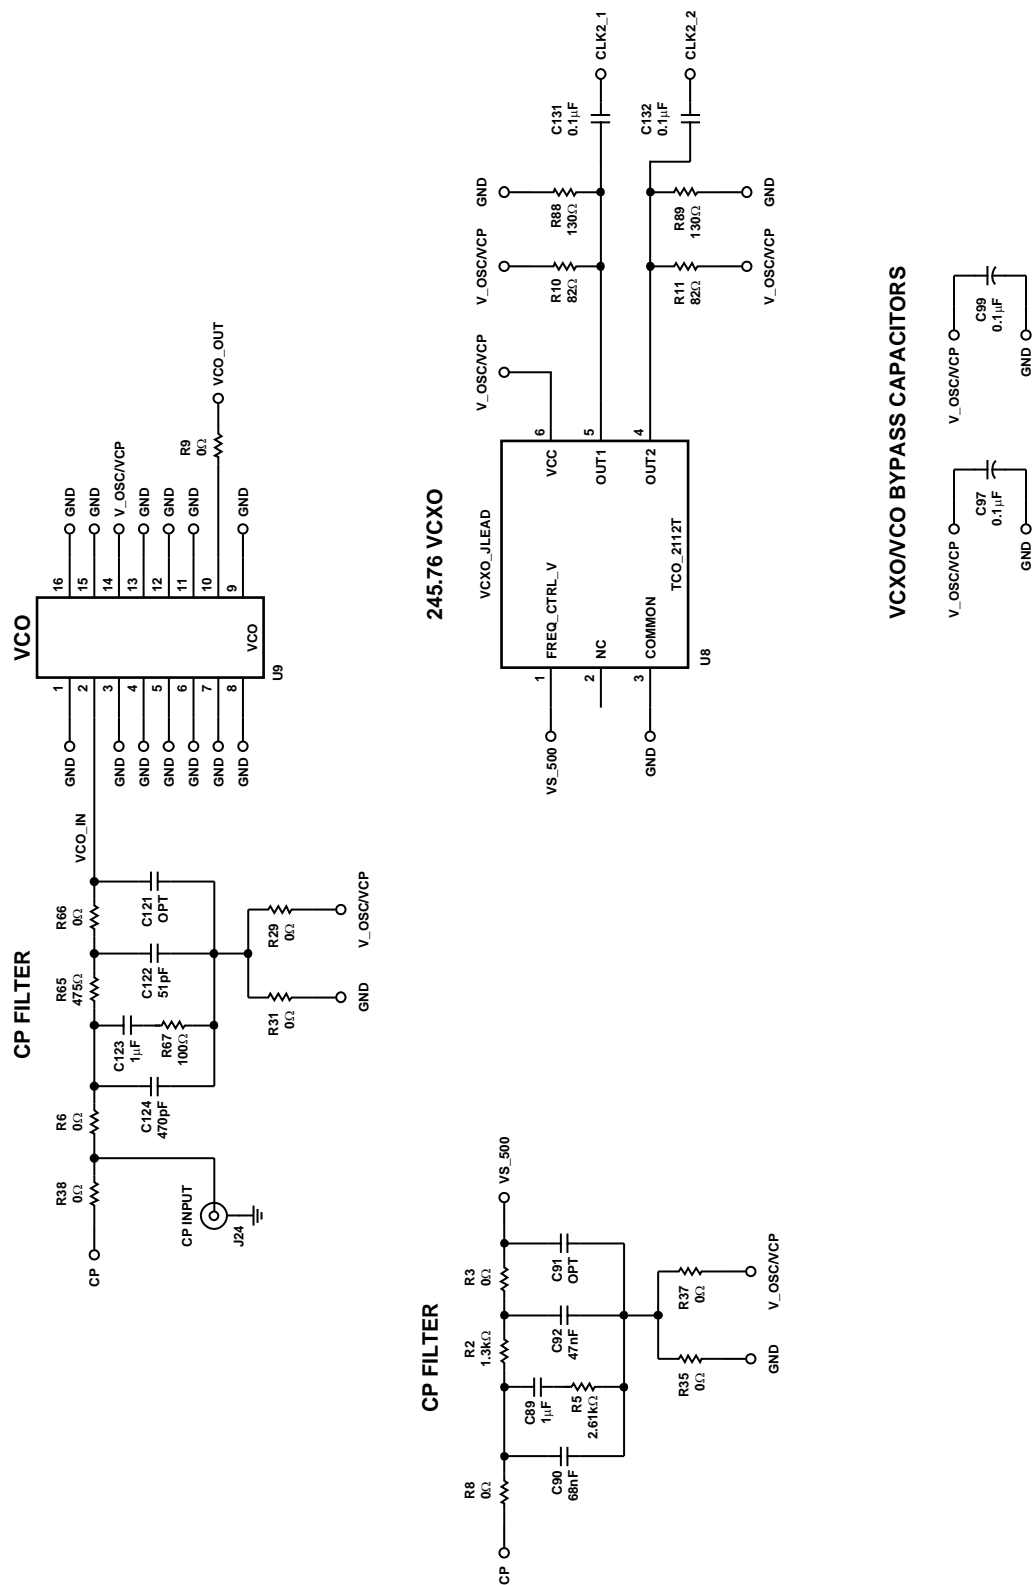 CP FILTER
CP
R38
0Ω
CP INPUT
J24
R6
0Ω
C124
470pF
C123
1µF
R67
100Ω
R65
475Ω
C122
51pF
R66
0Ω
C121
OPT
R31
0Ω
GND
R29
0Ω
V_OSC/VCP
VCO_IN
VCO
GND
GND
GND
GND
GND
GND
GND
1
2
3
4
5
6
7
8
VCO
U9
16
15
14
13
12
11
10
9
GND
GND
V_OSC/VCP
GND
GND
GND
GND
R9
0Ω
VCO_OUT
CP FILTER
CP
R8
0Ω
C90
68nF
C89
1µF
R5
2.61kΩ
R2
1.3kΩ
C92
47nF
R3
0Ω
C91
OPT
VS_500
R35
0Ω
GND
R37
0Ω
V_OSC/VCP
245.76 VCXO
VCXO_JLEAD
VS_500
GND
1
2
3
FREQ_CTRL_V
NC
COMMON
VCC
OUT1
OUT2
TCO_2112T
U8
6
5
4
V_OSC/VCP
V_OSC/VCP
GND
R10
82Ω
R88
130Ω
C131
0.1µF
CLK2_1
R11
82Ω
R89
130Ω
C132
0.1µF
CLK2_2
V_OSC/VCP
GND
VCXO/VCO BYPASS CAPACITORS
V_OSC/VCP
C97
0.1µF
GND
V_OSC/VCP
C99
0.1µF
GND